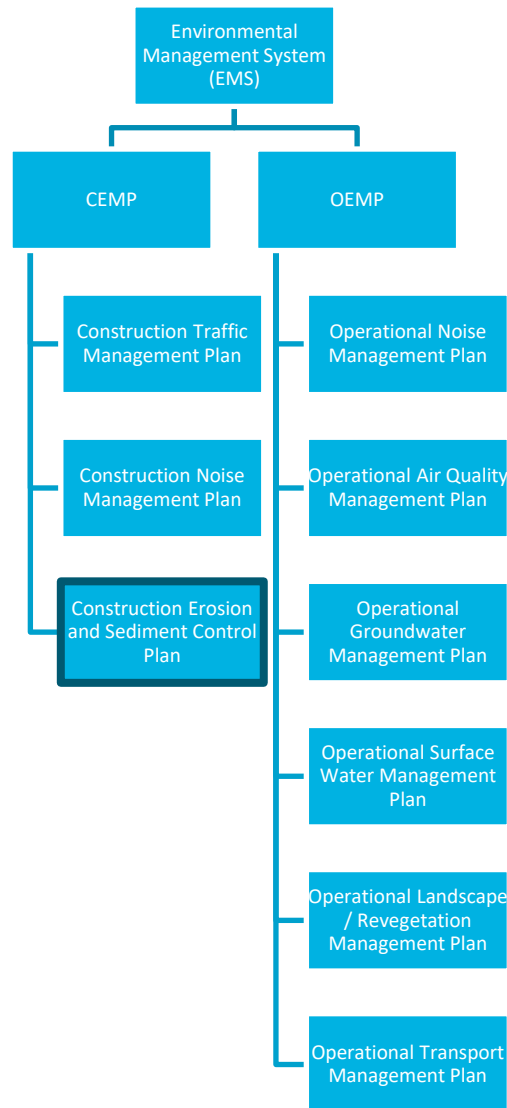 Environmental
Management System
(EMS)
CEMP
OEMP
Construction Traffic
Management Plan
Operational Noise
Management Plan
Construction Noise
Management Plan
Operational Air Quality
Management Plan
Construction Erosion
and Sediment Control
Plan
Operational
Groundwater
Management Plan
Operational Surface
Water Management
Plan
Operational Landscape
/ Revegetation
Management Plan
Operational Transport
Management Plan